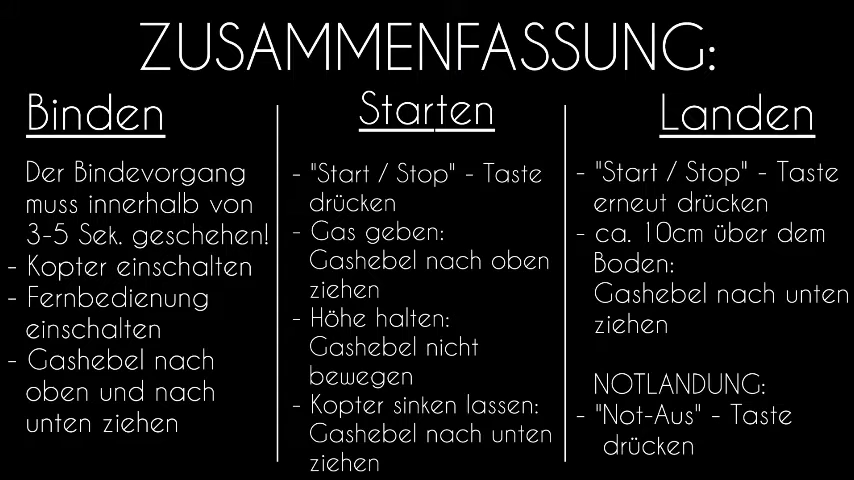 ZUSAMMENFASSUNG:
Binden
Der Bindevorgang
muss innerhalb von
3-5 Sek. geschehen!
- Kopter einschalten
- Fernbedienung
einschalten
- Gashebel nach
oben und nach
unten ziehen
Starten
- "Start / Stop" - Taste
drücken
- Gas geben:
Gashebel nach oben
ziehen
- Höhe halten:
Gashebel nicht
bewegen
- Kopter sinken lassen:
Gashebel nach unten
ziehen
Landen
- "Start / Stop" - Taste
erneut drücken
- ca. 10cm über dem
Boden:
Gashebel nach unten
ziehen
NOTLANDUNG:
- "Not-Aus" - Taste
drücken